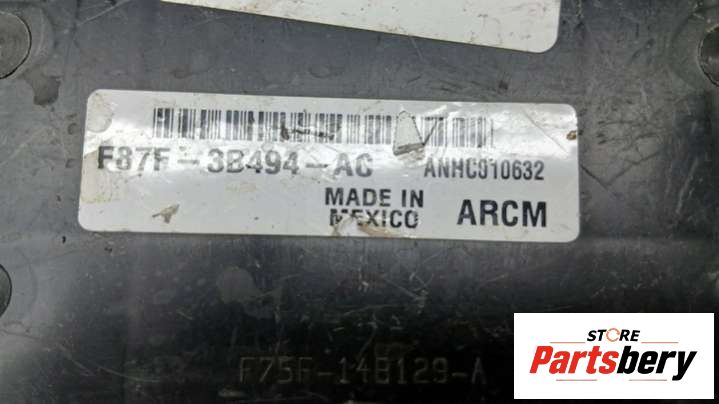 F87F-3B494-AC ANHC010632
MADE IN
MEXICO ARCM
F75F-14B129-A
STORE
Partsbery